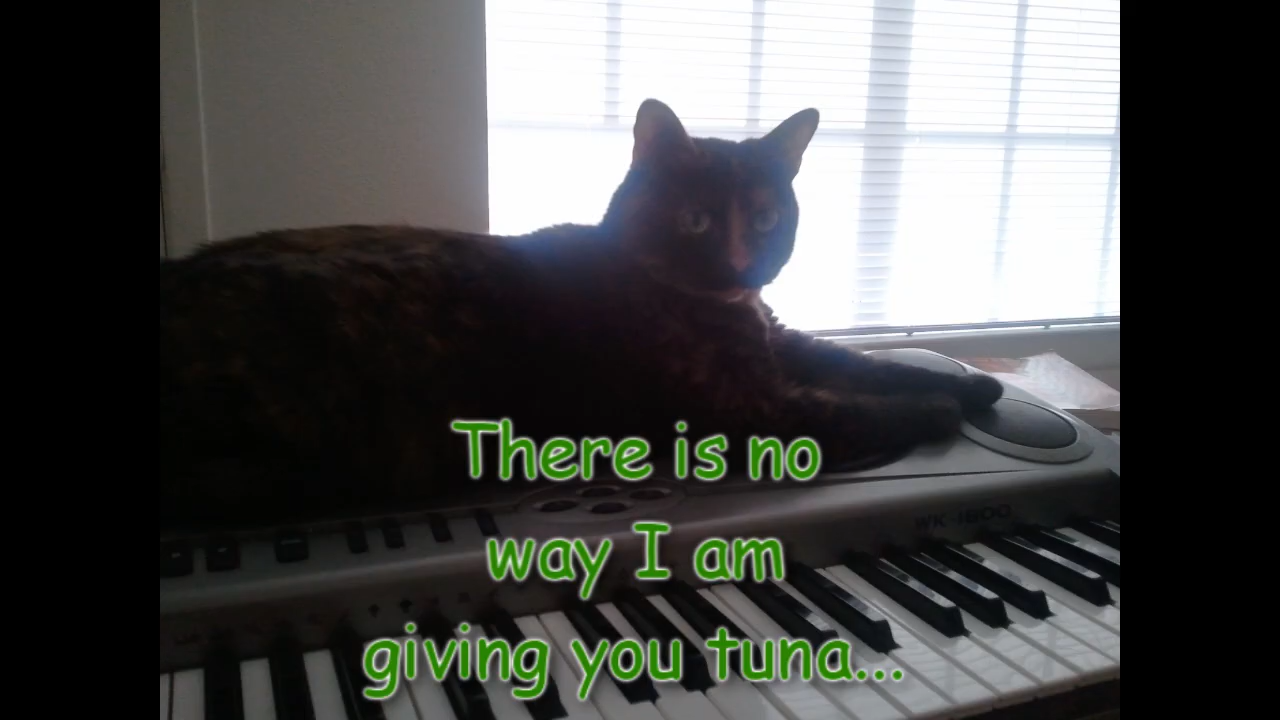 WK-1800
There is no
way I am
giving you tuna...